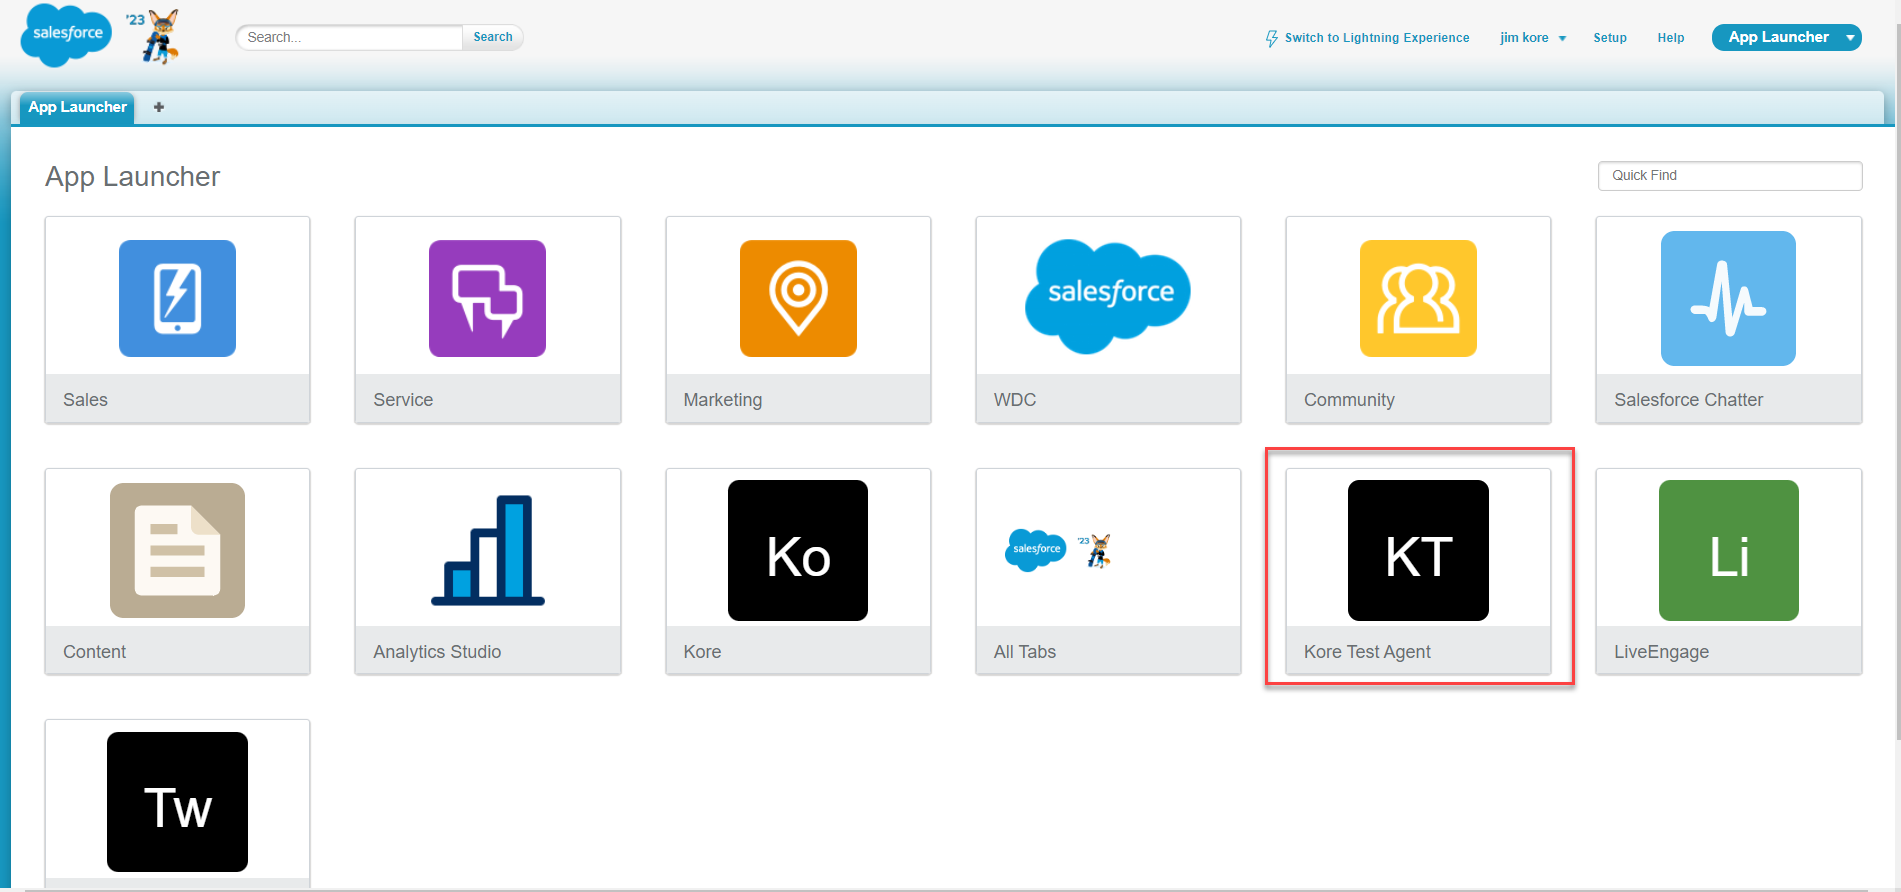 salesforce '23 Search... Search Switch to Lightning Experience jim kore Setup Help App Launcher
App Launcher
App Launcher Quick Find
salesforce
Sales Service Marketing WDC Community Salesforce Chatter
Ko salesforce '23 KT Li
Content Analytics Studio Kore All Tabs Kore Test Agent LiveEngage
Tw